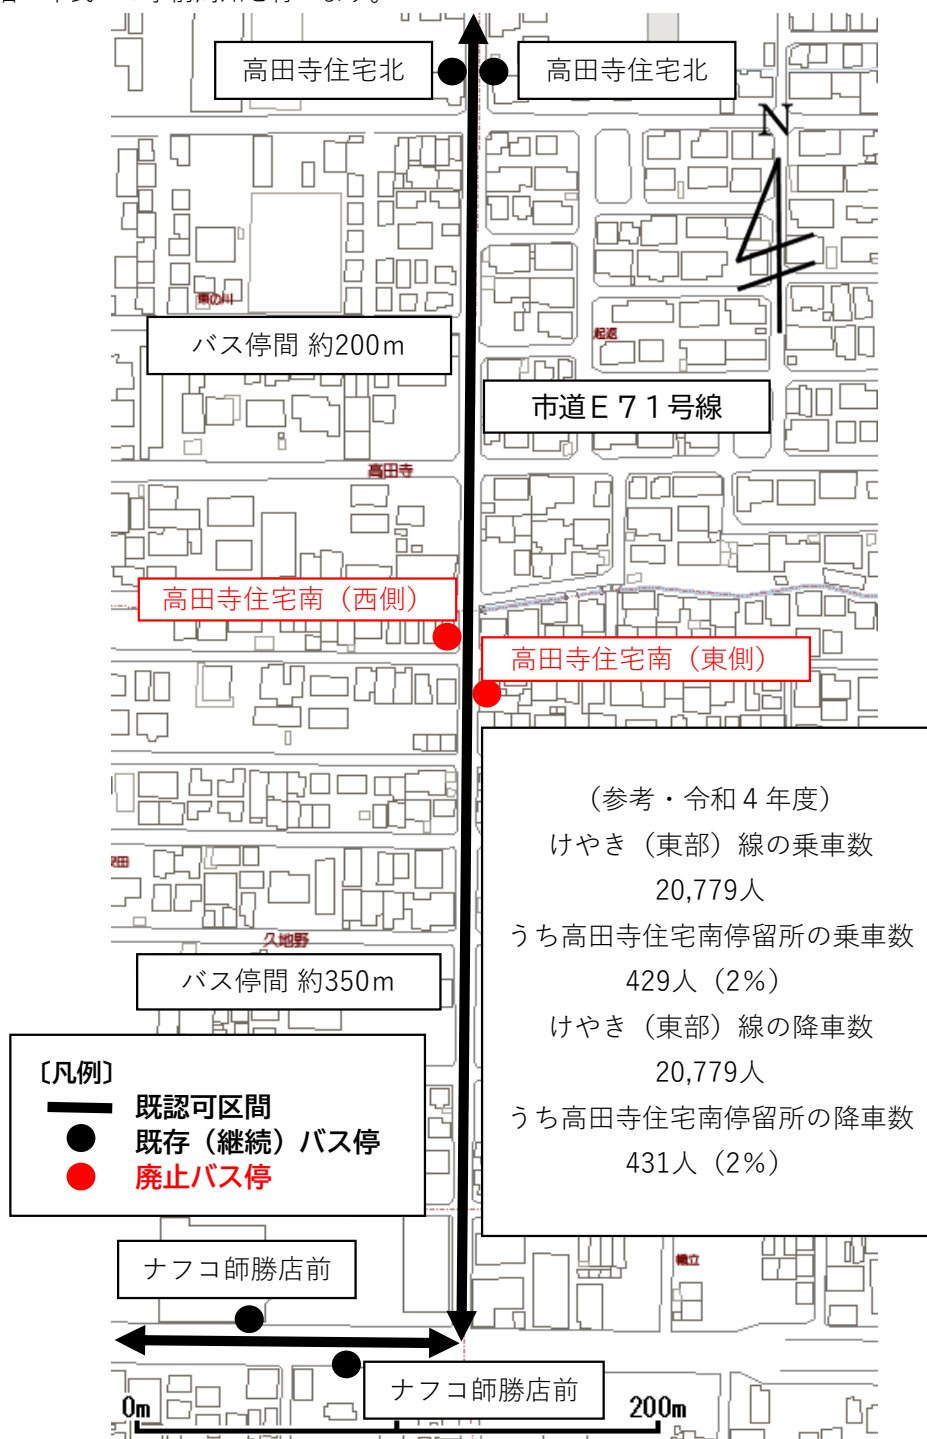 高田寺住宅北
高田寺住宅北
N
東の川
起返
バス停間 約200m
市道Ｅ７１号線
高田寺
高田寺住宅南（西側）
高田寺住宅南（東側）
（参考・令和４年度）
けやき（東部）線の乗車数
20,779人
うち高田寺住宅南停留所の乗車数
429人（2%）
けやき（東部）線の降車数
20,779人
うち高田寺住宅南停留所の降車数
431人（2%）
久地野
バス停間 約350m
〔凡例〕
既認可区間
既存（継続）バス停
廃止バス停
ナフコ師勝店前
ナフコ師勝店前
0m
200m